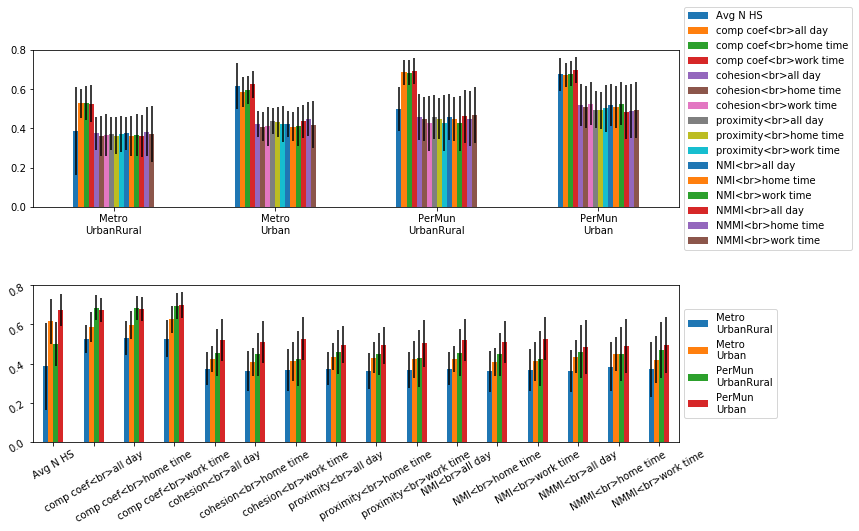 0.8
0.6
0.4
0.2
0.0
Metro
UrbanRural
Metro
Urban
PerMun
UrbanRural
PerMun
Urban
Avg N HS
comp coef<br>all day
comp coef<br>home time
comp coef<br>work time
cohesion<br>all day
cohesion<br>home time
cohesion<br>work time
proximity<br>all day
proximity<br>home time
proximity<br>work time
NMI<br>all day
NMI<br>home time
NMI<br>work time
NMMI<br>all day
NMMI<br>home time
NMMI<br>work time
0.8
0.6
0.4
0.2
0.0
Avg N HS
comp coef<br>all day
comp coef<br>home time
comp coef<br>work time
cohesion<br>all day
cohesion<br>home time
cohesion<br>work time
proximity<br>all day
proximity<br>home time
proximity<br>work time
NMI<br>all day
NMI<br>home time
NMI<br>work time
NMMI<br>all day
NMMI<br>home time
NMMI<br>work time
Metro
UrbanRural
Metro
Urban
PerMun
UrbanRural
PerMun
Urban